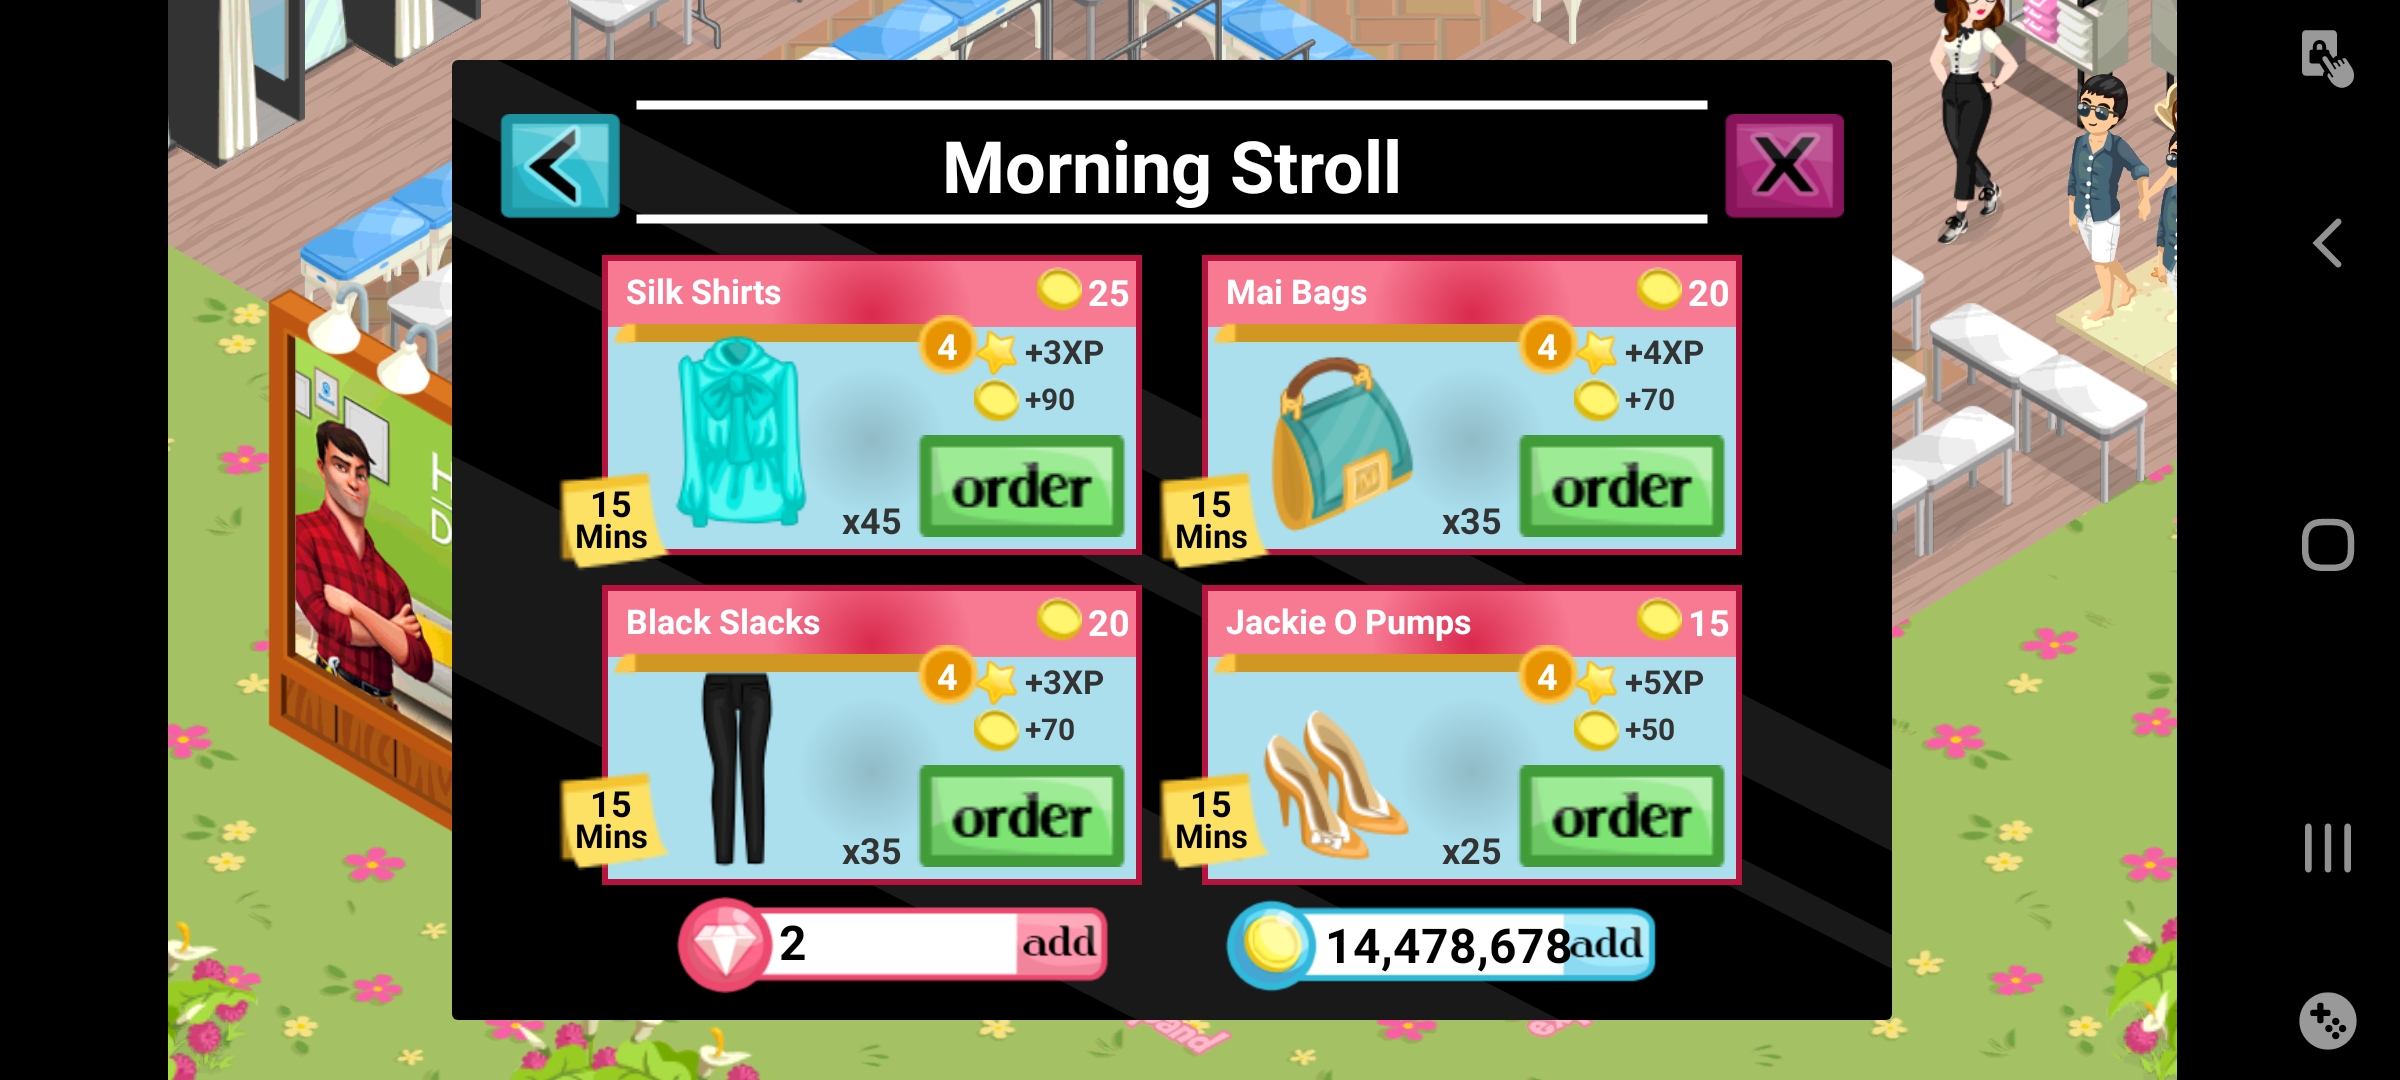 Morning Stroll
X
Silk Shirts 25
4 +3XP
+90
15 Mins
x45
order
Mai Bags 20
4 +4XP
+70
M
15 Mins
x35
order
Black Slacks 20
4 +3XP
+70
15 Mins
x35
order
Jackie O Pumps 15
4 +5XP
+50
15 Mins
x25
order
2 add
14,478,678 add
H
D